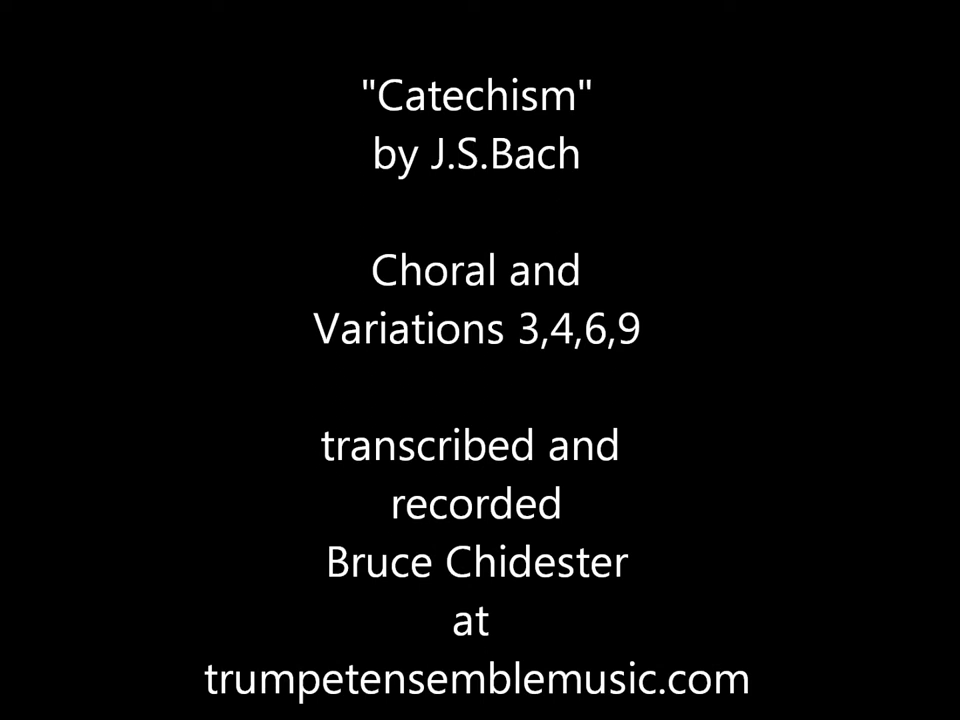 "Catechism"
by J.S.Bach
Choral and
Variations 3,4,6,9
transcribed and
recorded
Bruce Chidester
at
trumpetensemblemusic.com